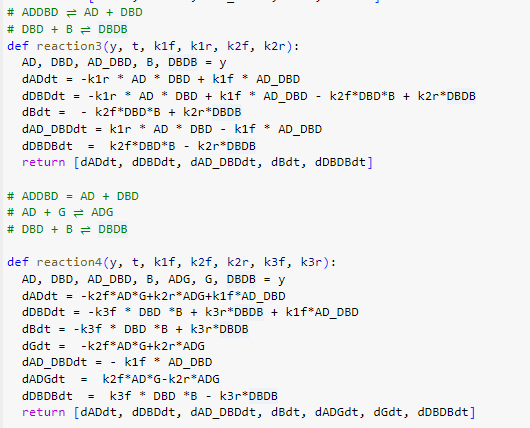 # ADDBD ⇌ AD + DBD
# DBD + B ⇌ DBDB
def reaction3(y, t, k1f, k1r, k2f, k2r):
  AD, DBD, AD_DBD, B, DBDB = y
  dADdt = -k1r * AD * DBD + k1f * AD_DBD
  dDBDdt = -k1r * AD * DBD + k1f * AD_DBD - k2f*DBD*B + k2r*DBDB
  dBdt =  - k2f*DBD*B + k2r*DBDB
  dAD_DBDdt = k1r * AD * DBD - k1f * AD_DBD
  dDBDBdt  =  k2f*DBD*B - k2r*DBDB
  return [dADdt, dDBDdt, dAD_DBDdt, dBdt, dDBDBdt]

# ADDBD = AD + DBD
# AD + G ⇌ ADG
# DBD + B ⇌ DBDB

def reaction4(y, t, k1f, k2f, k2r, k3f, k3r):
  AD, DBD, AD_DBD, B, ADG, G, DBDB = y
  dADdt = -k2f*AD*G+k2r*ADG+k1f*AD_DBD
  dDBDdt = -k3f * DBD *B + k3r*DBDB + k1f*AD_DBD
  dBdt = -k3f * DBD *B + k3r*DBDB
  dGdt =  -k2f*AD*G+k2r*ADG
  dAD_DBDdt = - k1f * AD_DBD
  dADGdt  =  k2f*AD*G-k2r*ADG
  dDBDBdt  =  k3f * DBD *B - k3r*DBDB
  return [dADdt, dDBDdt, dAD_DBDdt, dBdt, dADGdt, dGdt, dDBDBdt]